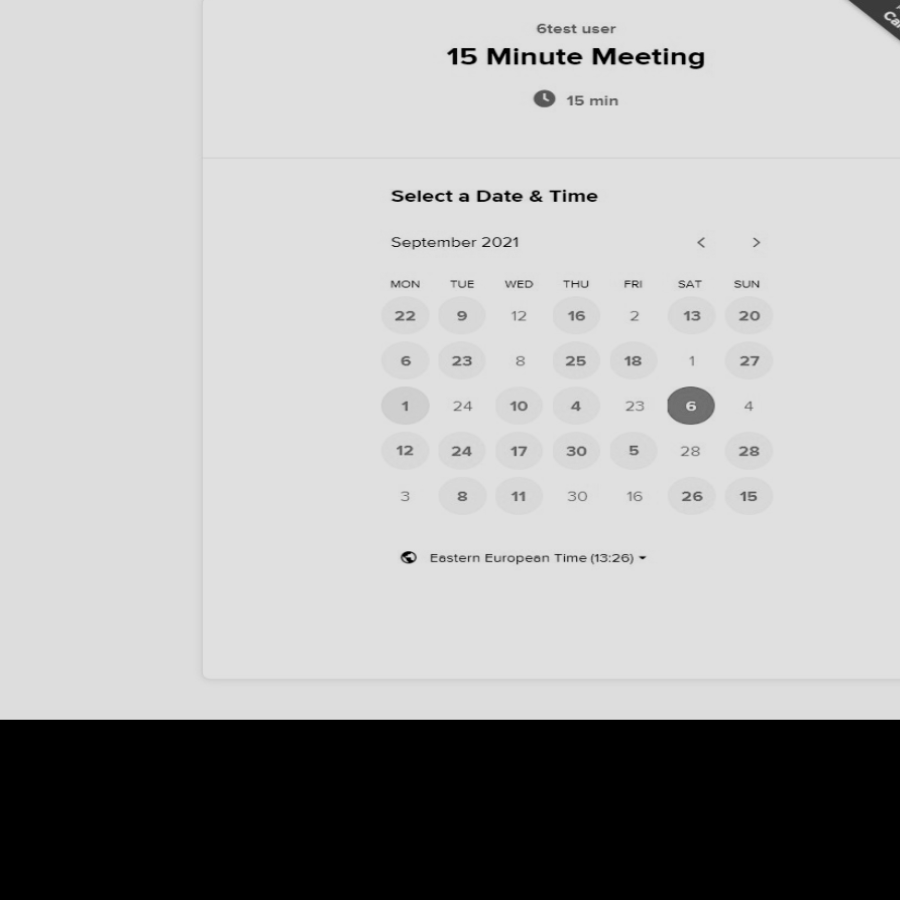 6test user
15 Minute Meeting
15 min
Select a Date & Time
September 2021
MON TUE WED THU FRI SAT SUN
22 9 12 16 2 13 20
6 23 8 25 18 1 27
1 24 10 4 23 6 4
12 24 17 30 5 28 28
3 8 11 30 16 26 15
Eastern European Time (13:26)